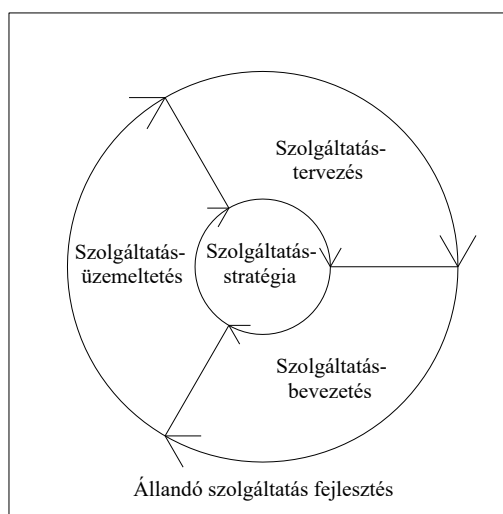 Szolgáltatás-
tervezés
Szolgáltatás-
üzemeltetés
Szolgáltatás-
stratégia
Szolgáltatás-
bevezetés
Állandó szolgáltatás fejlesztés